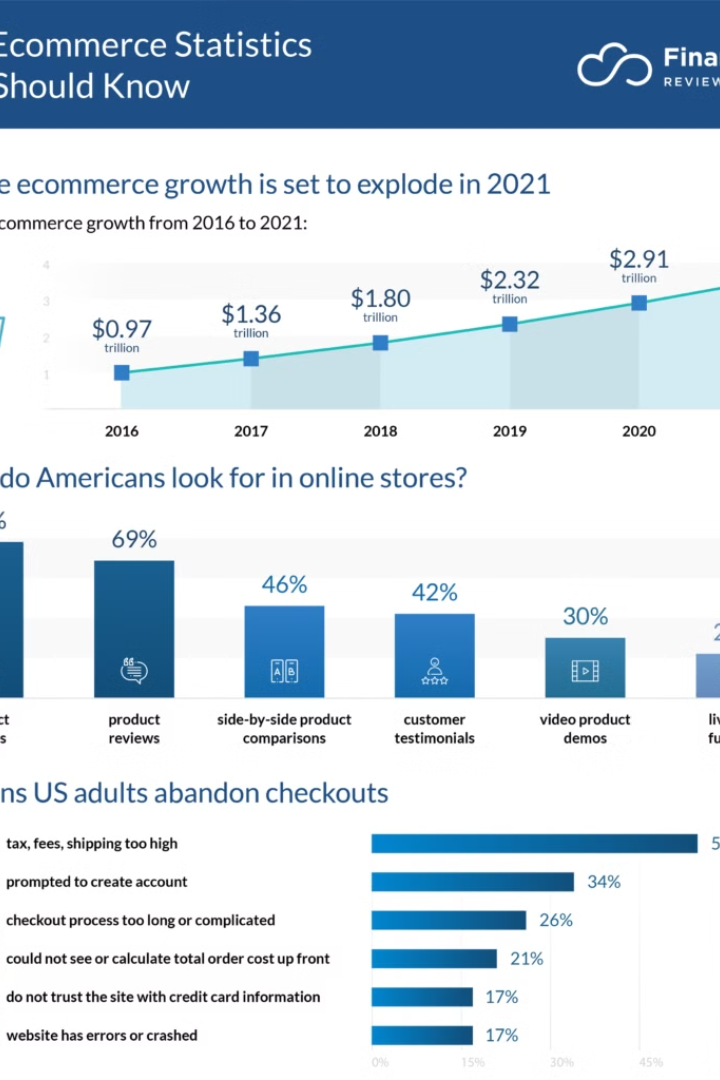 Ecommerce Statistics
Should Know
Fina
REVIEW
e ecommerce growth is set to explode in 2021
commerce growth from 2016 to 2021:
4
3
2
1
$0.97
trillion
$1.36
trillion
$1.80
trillion
$2.32
trillion
$2.91
trillion
2016
2017
2018
2019
2020
do Americans look for in online stores?
%
69%
46%
42%
30%
2
A B
ct
s
product
reviews
side-by-side product
comparisons
customer
testimonials
video product
demos
liv
fu
ns US adults abandon checkouts
tax, fees, shipping too high
5
prompted to create account
34%
checkout process too long or complicated
26%
could not see or calculate total order cost up front
21%
do not trust the site with credit card information
17%
website has errors or crashed
17%
0%
15%
30%
45%